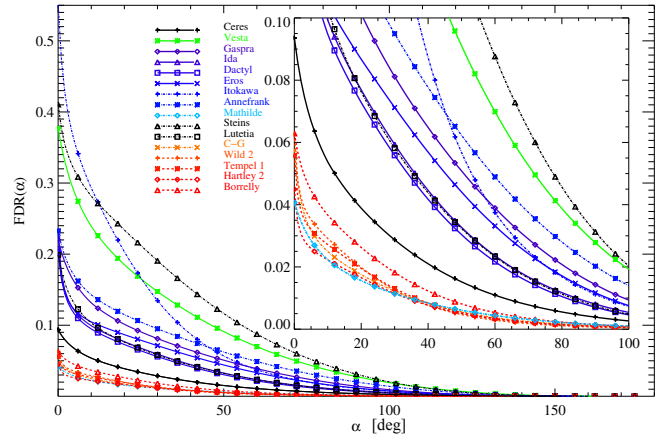 0.5
0.4
0.3
0.2
0.1
FDR(α)
0
50
100
150
α [deg]
Ceres
Vesta
Gaspra
Ida
Dactyl
Eros
Itokawa
Annefrank
Mathilde
Steins
Lutetia
C-G
Wild 2
Tempel 1
Hartley 2
Borrelly
0.10
0.08
0.06
0.04
0.02
0.00
0
20
40
60
80
100